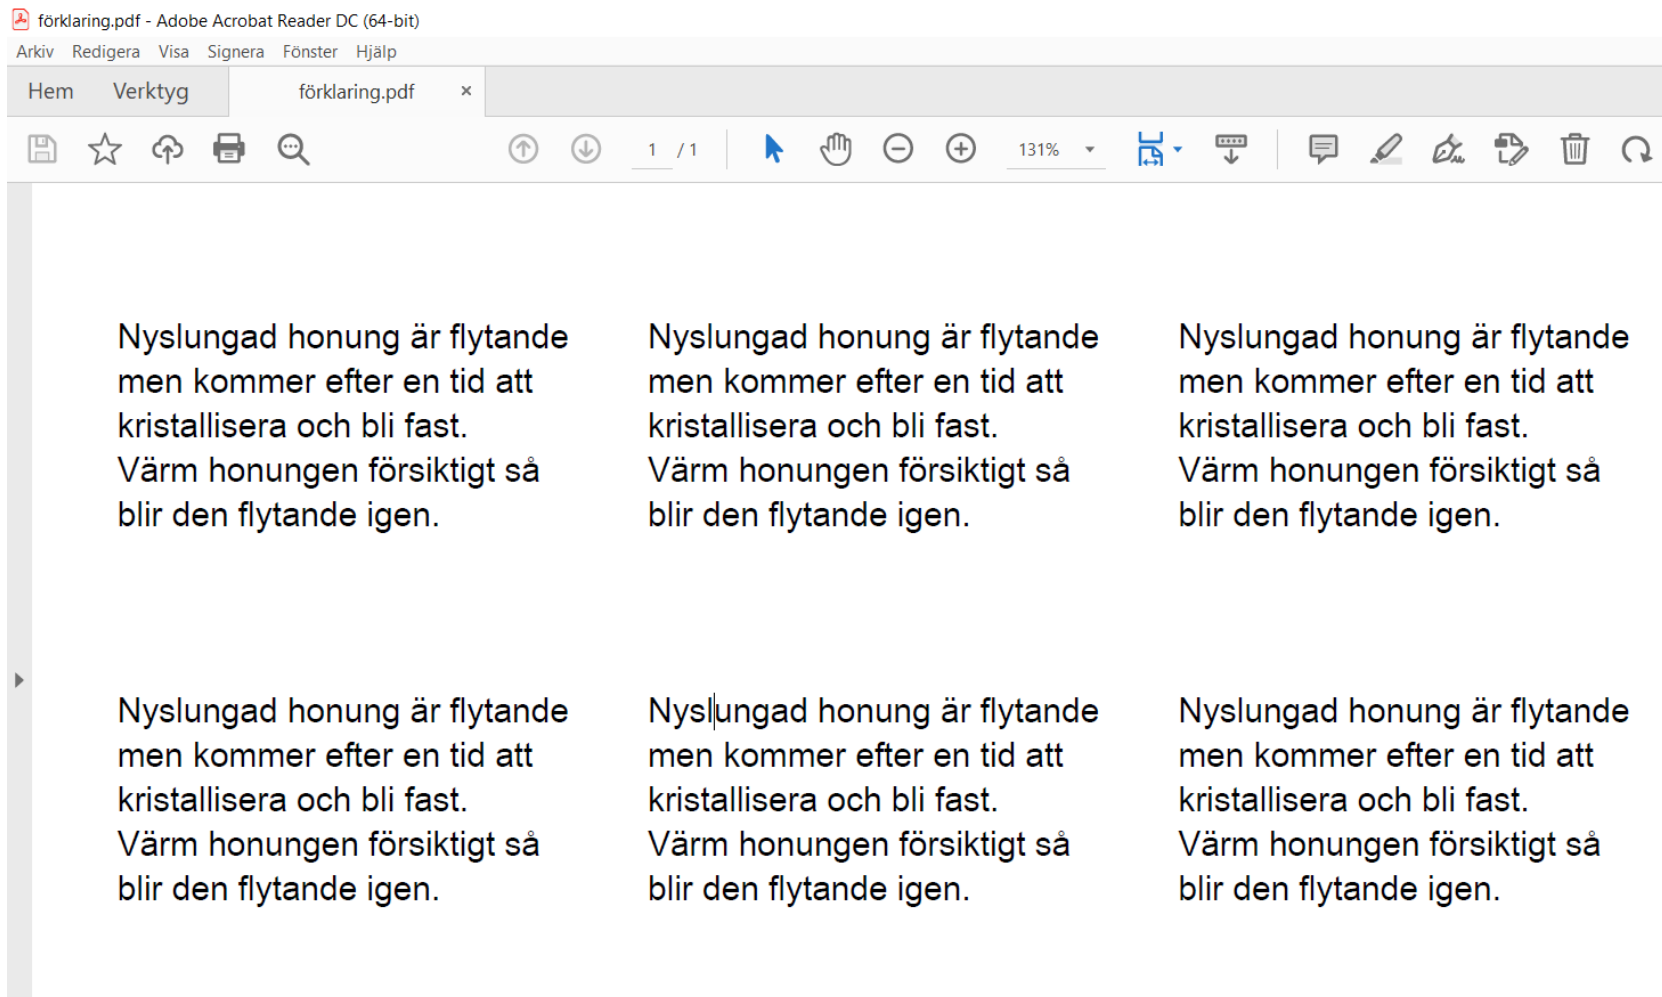 förklaring.pdf - Adobe Acrobat Reader DC (64-bit)
Arkiv Redigera Visa Signera Fönster Hjälp
Hem Verktyg förklaring.pdf ×
1 / 1 131%
Nyslungad honung är flytande
men kommer efter en tid att
kristallisera och bli fast.
Värm honungen försiktigt så
blir den flytande igen.
Nyslungad honung är flytande
men kommer efter en tid att
kristallisera och bli fast.
Värm honungen försiktigt så
blir den flytande igen.
Nyslungad honung är flytande
men kommer efter en tid att
kristallisera och bli fast.
Värm honungen försiktigt så
blir den flytande igen.
Nyslungad honung är flytande
men kommer efter en tid att
kristallisera och bli fast.
Värm honungen försiktigt så
blir den flytande igen.
Nyslungad honung är flytande
men kommer efter en tid att
kristallisera och bli fast.
Värm honungen försiktigt så
blir den flytande igen.
Nyslungad honung är flytande
men kommer efter en tid att
kristallisera och bli fast.
Värm honungen försiktigt så
blir den flytande igen.